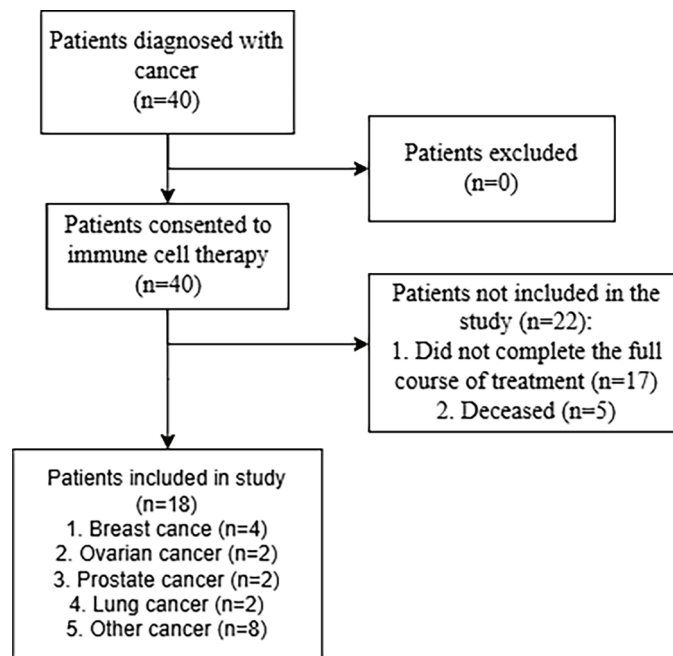 Patients diagnosed with
cancer
(n=40)
Patients excluded
(n=0)
Patients consented to
immune cell therapy
(n=40)
Patients not included in the
study (n=22):
1. Did not complete the full
course of treatment (n=17)
2. Deceased (n=5)
Patients included in study
(n=18)
1. Breast cance (n=4)
2. Ovarian cancer (n=2)
3. Prostate cancer (n=2)
4. Lung cancer (n=2)
5. Other cancer (n=8)